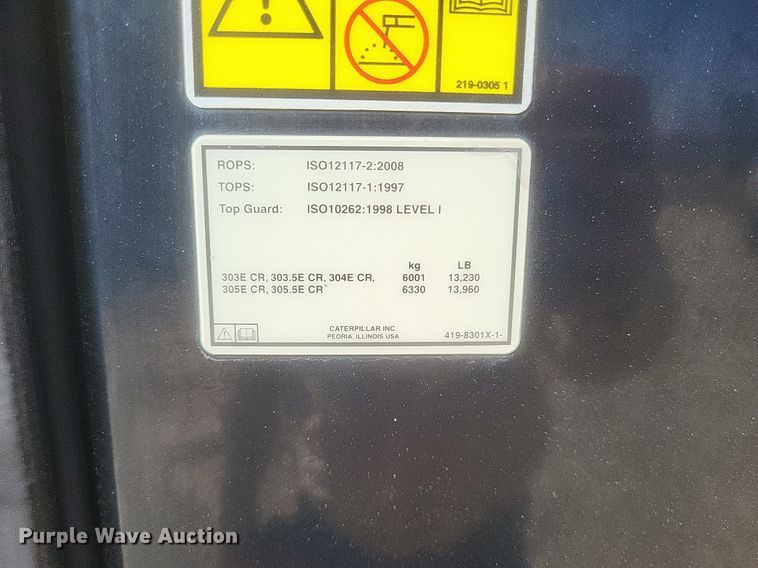 219-0305 1
ROPS: ISO12117-2:2008
TOPS: ISO12117-1:1997
Top Guard: ISO10262:1998 LEVEL I
kg LB
303E CR, 303.5E CR, 304E CR, 6001 13,230
305E CR, 305.5E CR 6330 13,960
CATERPILLAR INC.
PEORIA, ILLINOIS USA
419-8301X-1-
Purple Wave Auction®